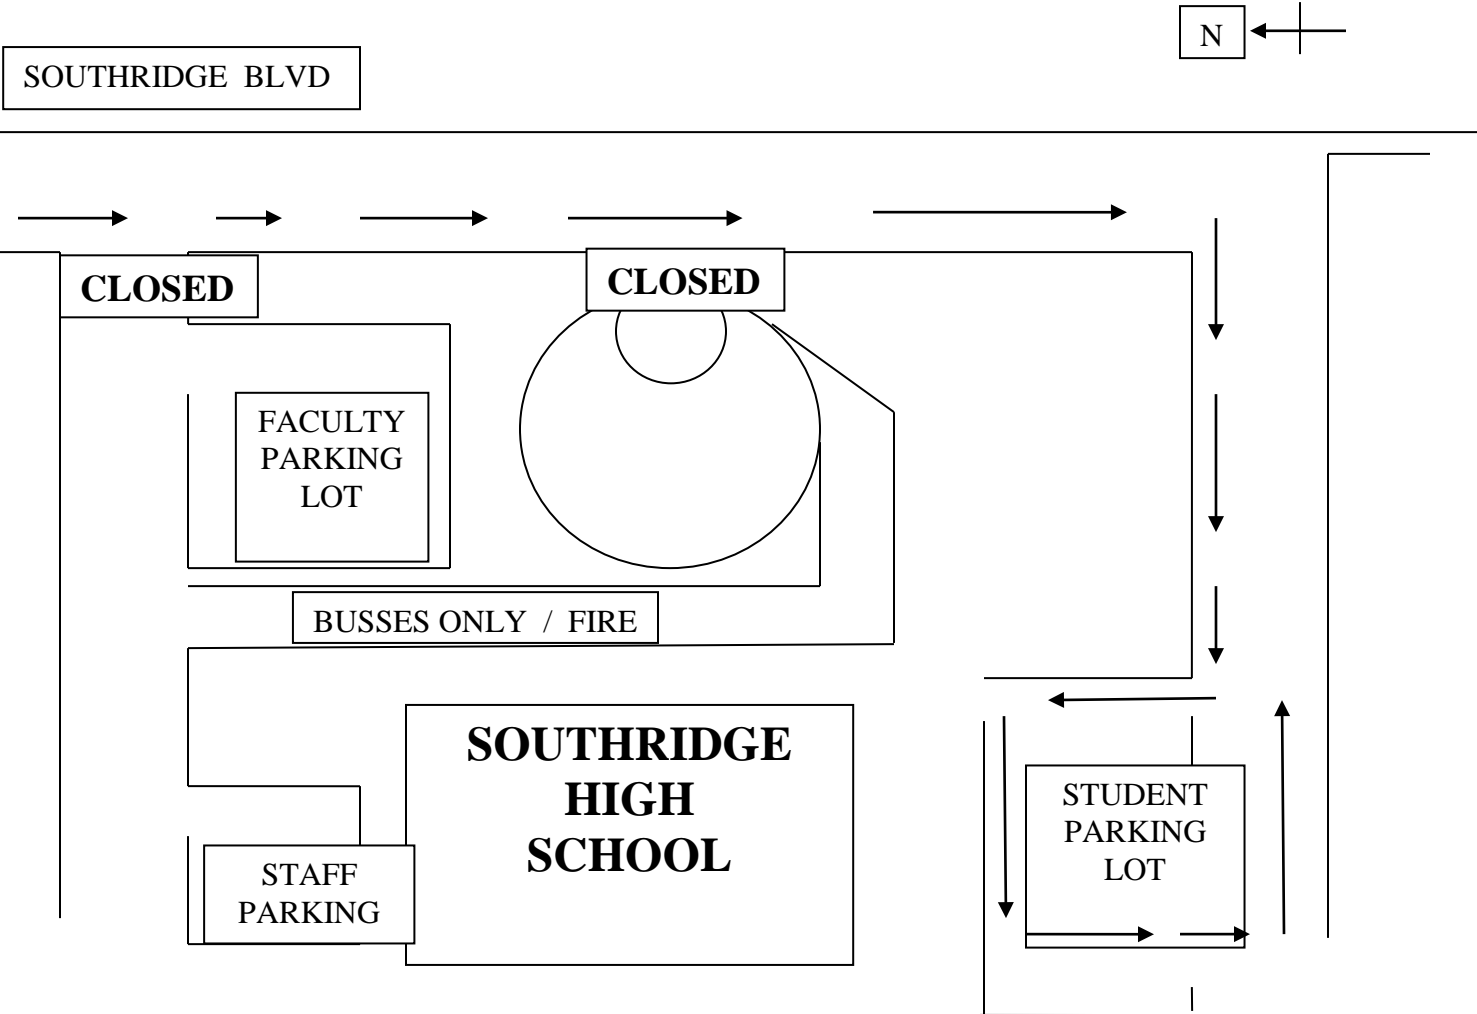 N
SOUTHRIDGE BLVD
CLOSED
CLOSED
FACULTY
PARKING
LOT
BUSSES ONLY / FIRE
SOUTHRIDGE
HIGH
SCHOOL
STUDENT
PARKING
LOT
STAFF
PARKING